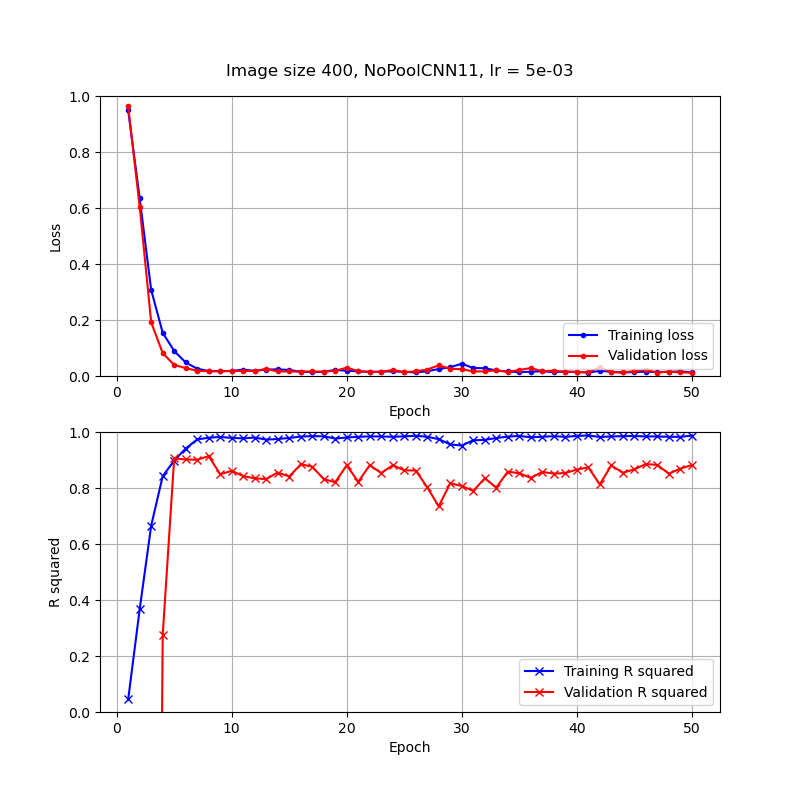 Image size 400, NoPoolCNN11, lr = 5e-03
1.0
0.8
0.6
0.4
0.2
0.0
Loss
0 10 20 30 40 50
Epoch
Training loss
Validation loss
1.0
0.8
0.6
0.4
0.2
0.0
R squared
0 10 20 30 40 50
Epoch
Training R squared
Validation R squared